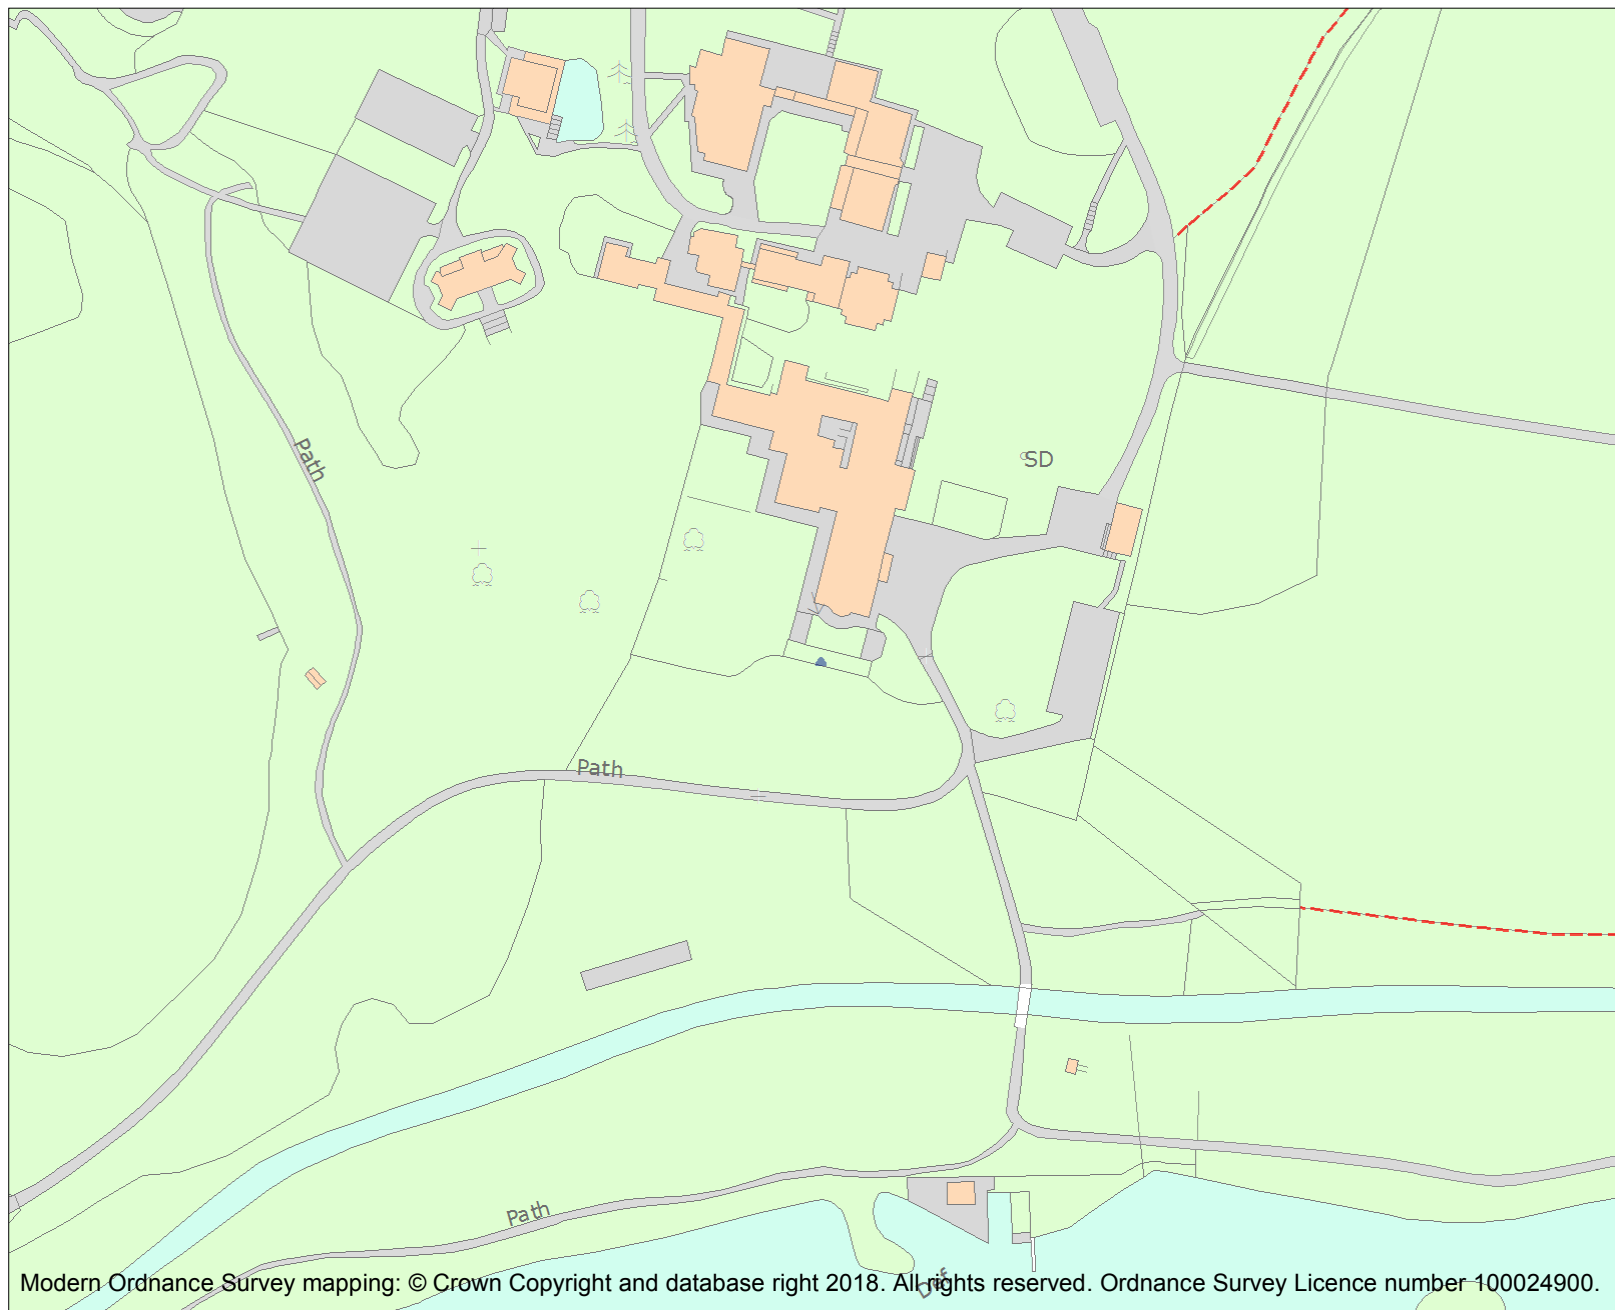 Path
SD
Path
Path
Def
Modern Ordnance Survey mapping: © Crown Copyright and database right 2018. All rights reserved. Ordnance Survey Licence number 100024900.